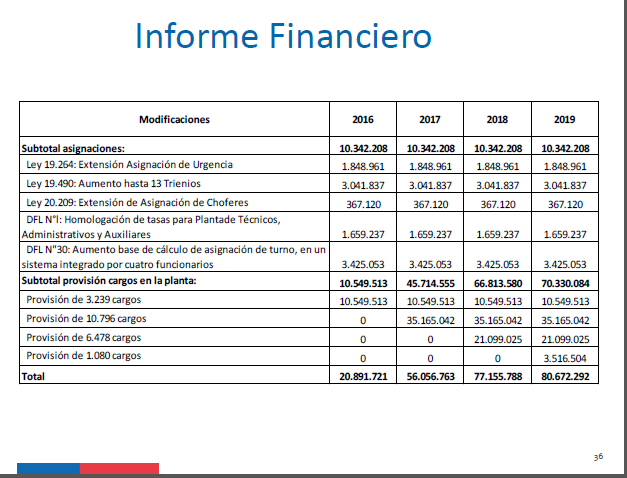 Informe Financiero
Modificaciones 2016 2017 2018 2019
Subtotal asignaciones: 10.342.208 10.342.208 10.342.208 10.342.208
Ley 19.264: Extensión Asignación de Urgencia 1.848.961 1.848.961 1.848.961 1.848.961
Ley 19.490: Aumento hasta 13 Trienios 3.041.837 3.041.837 3.041.837 3.041.837
Ley 20.209: Extensión de Asignación de Choferes 367.120 367.120 367.120 367.120
DFL N°I: Homologación de tasas para Plantade Técnicos,
Administrativos y Auxiliares 1.659.237 1.659.237 1.659.237 1.659.237
DFL N"30: Aumento base de cálculo de asignación de turno, en un
sistema integrado por cuatro funcionarios 3.425.053 3.425.053 3.425.053 3.425.053
Subtotal provisión cargos en la planta: 10.549.513 45.714.555 66.813.580 70.330.084
Provisión de 3.239 cargos 10.549.513 10.549.513 10.549.513 10.549.513
Provisión de 10.796 cargos 0 35.165.042 35.165.042 35.165.042
Provisión de 6.478 cargos 0 0 21.099.025 21.099.025
Provisión de 1.080 cargos 0 0 0 3.516.504
Total 20.891.721 56.056.763 77.155.788 80.672.292
36